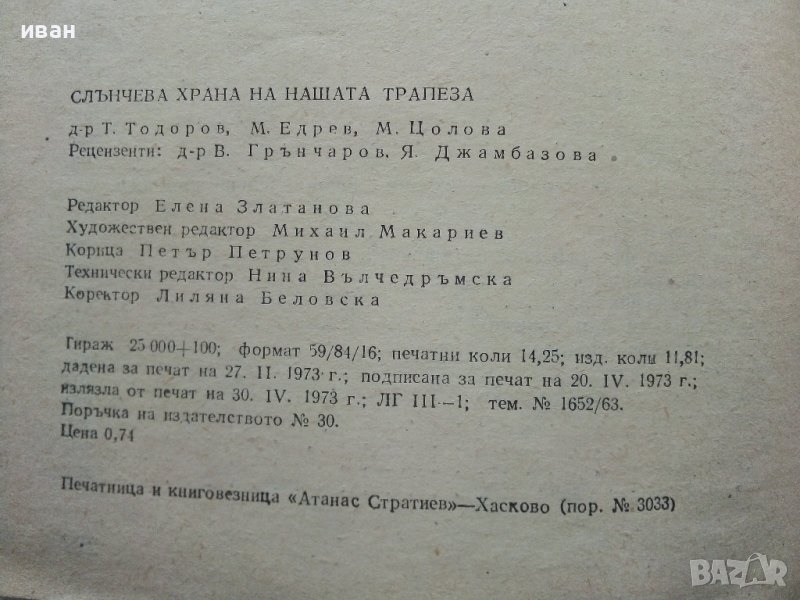 иван
СЛЪНЧЕВА ХРАНА НА НАШАТА ТРАПЕЗА
д-р Т. Тодоров, М. Едрев, М. Цолова
Рецензенти: д-р В. Грънчаров, Я. Джамбазова
Редактор Елена Златанова
Художествен редактор Михаил Макариев
Корица Петър Петрунов
Технически редактор Нина Вълчедръмска
Коректор Лиляна Беловска
Тираж 25 000+100; формат 59/84/16; печатни коли 14,25; изд. коли 11,81;
дадена за печат на 27. II. 1973 г.; подписана за печат на 20. IV. 1973 г.;
излязла от печат на 30. IV. 1973 г.; ЛГ III—1; тем. № 1652/63.
Поръчка на издателството № 30.
Цена 0,74
Печатница и книговезница «Атанас Стратиев»—Хасково (пор. № 3033)
BAZAR